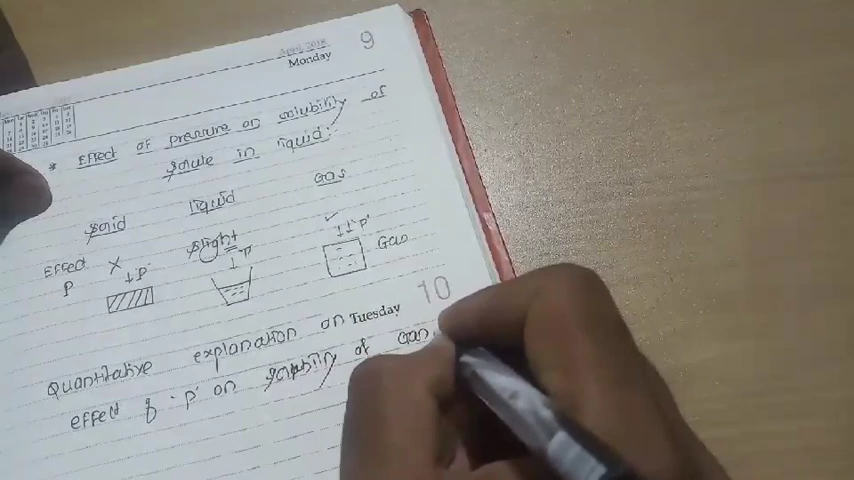 April 2018
Monday
9
* Effect of pressure on solubility of
solute in liquid:
solid liquid Gas
Effect X slight ✓
P ↓P ↓P ↓↓P' Gas
Tuesday 10
Quantitative explanation on
effect of 'P' on solubility of Gas